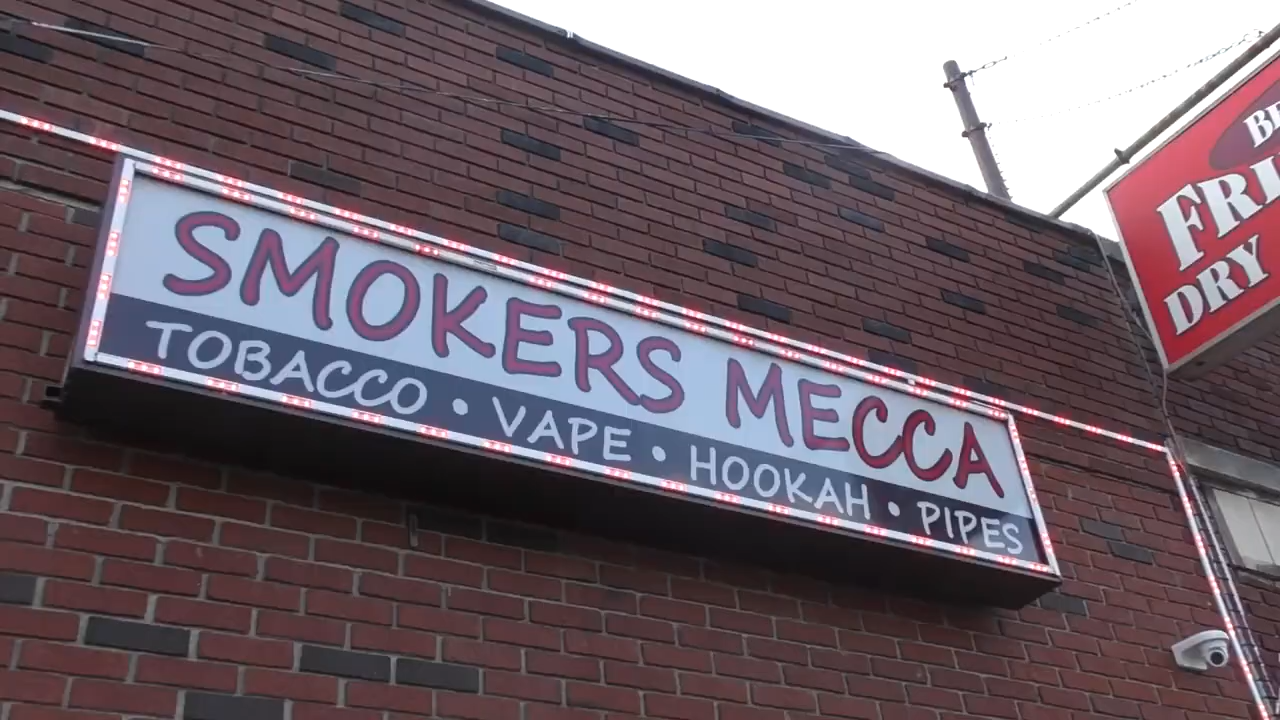 SMOKERS MECCA
TOBACCO • VAPE • HOOKAH • PIPES
DRY